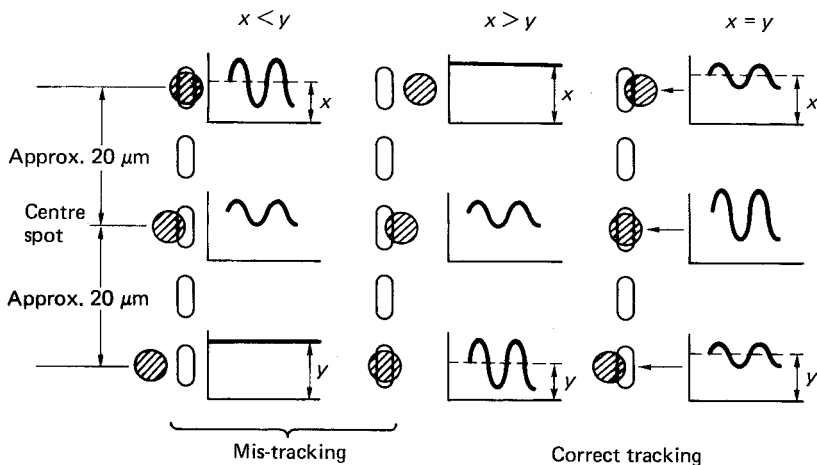 x < y
x > y
x = y
x
x
x
Approx. 20 μm
Centre
spot
Approx. 20 μm
y
y
y
Mis-tracking
Correct tracking